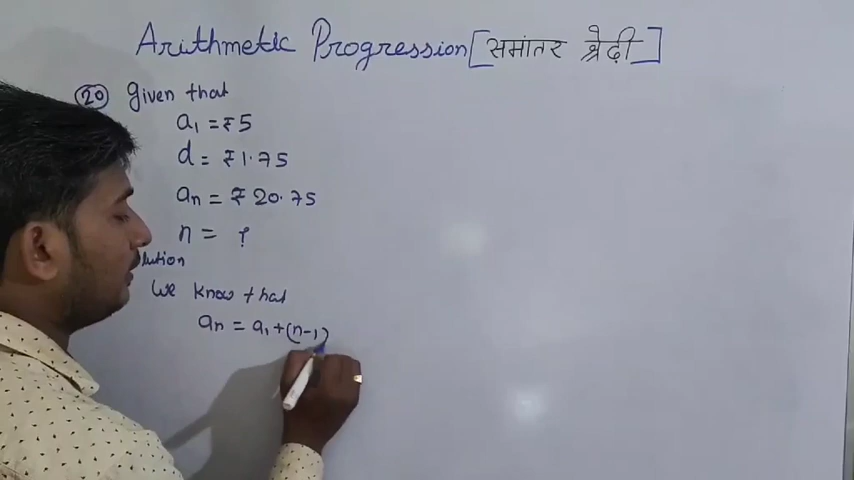 Arithmetic Progression [समांतर श्रेढ़ी]
20 Given that
a₁ = ₹5
d = ₹1.75
aₙ = ₹20.75
n = ?
lution
We know that
aₙ = a₁+(n-1)